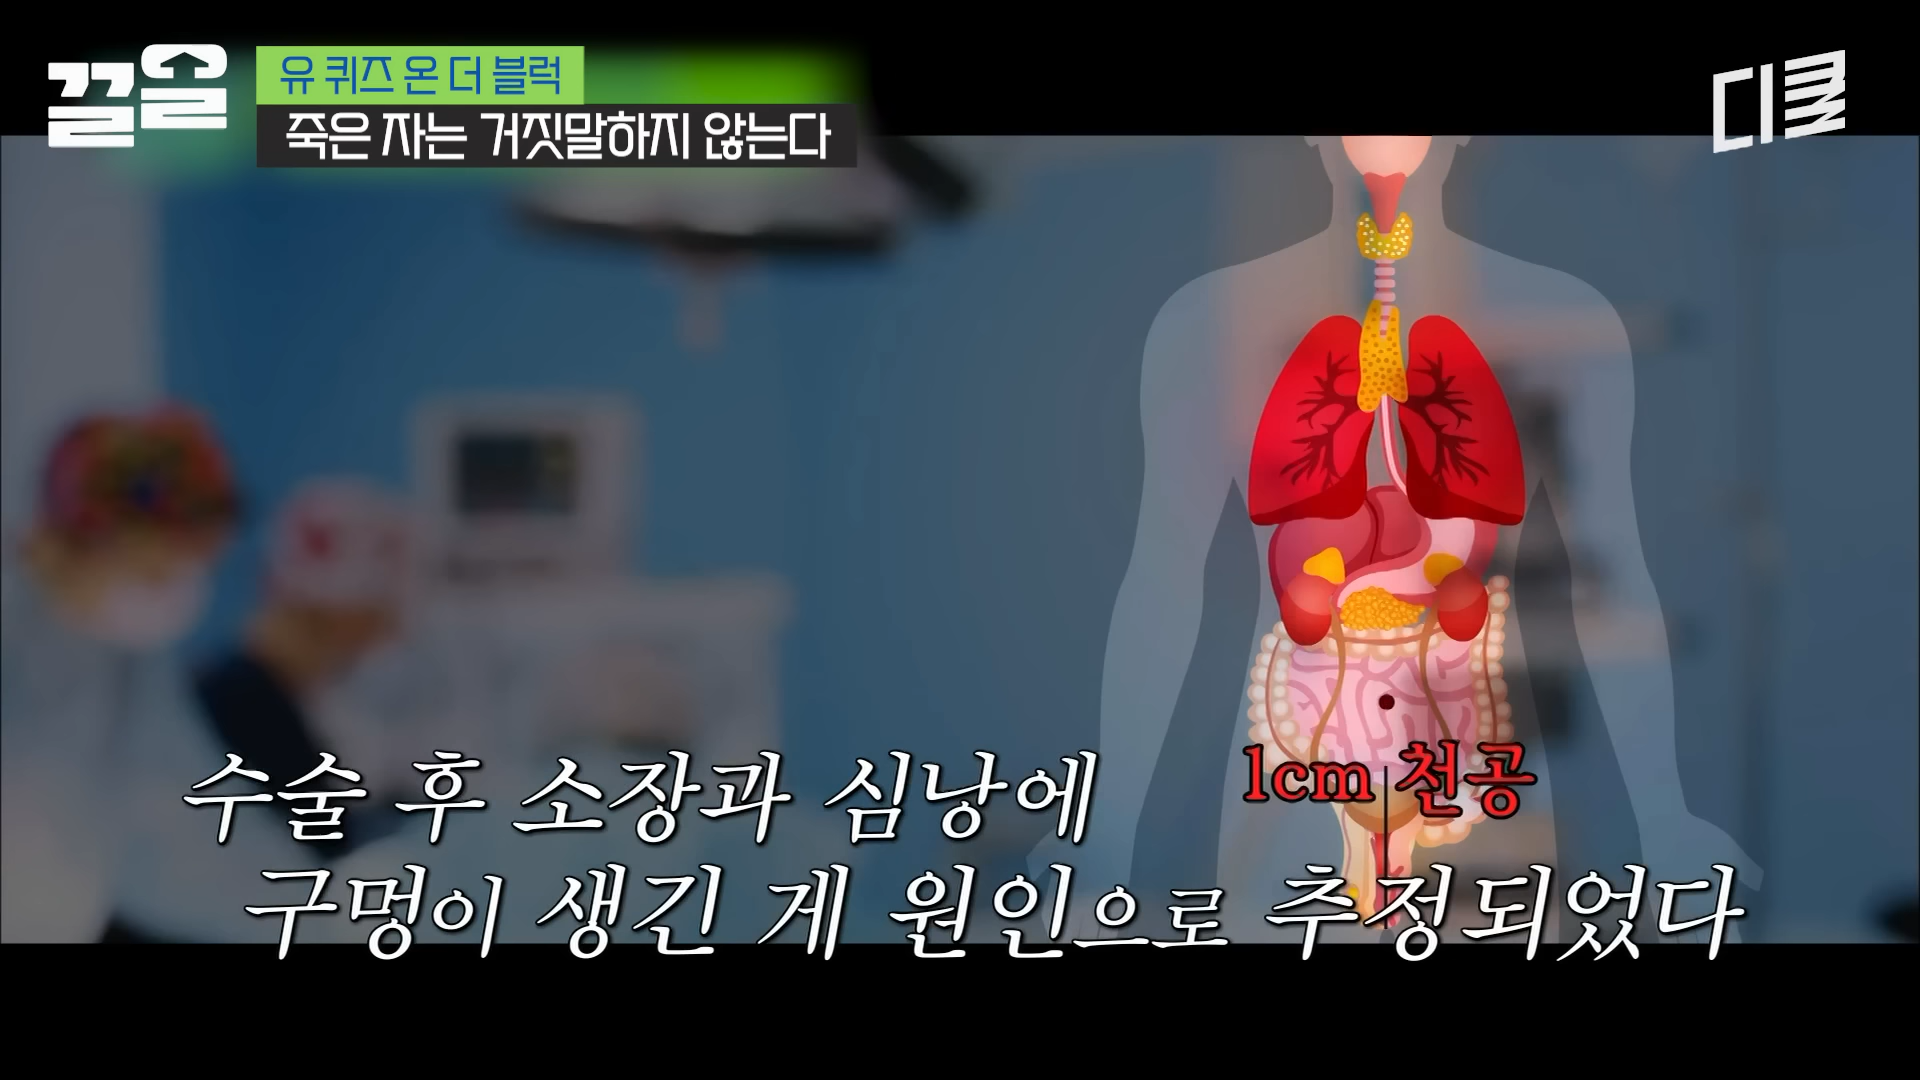 끌올
유 퀴즈 온 더 블럭
죽은 자는 거짓말하지 않는다
디글
1cm 천공
수술 후 소장과 심낭에
구멍이 생긴 게 원인으로 추정되었다